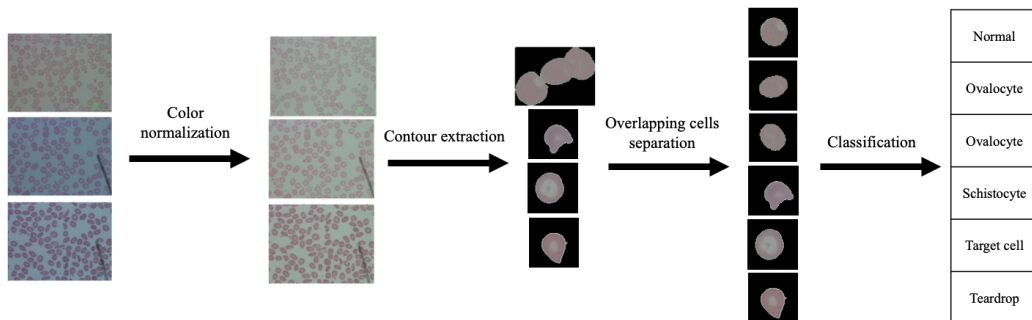 Color
normalization
Contour extraction
Overlapping cells
separation
Classification
Normal
Ovalocyte
Ovalocyte
Schistocyte
Target cell
Teardrop